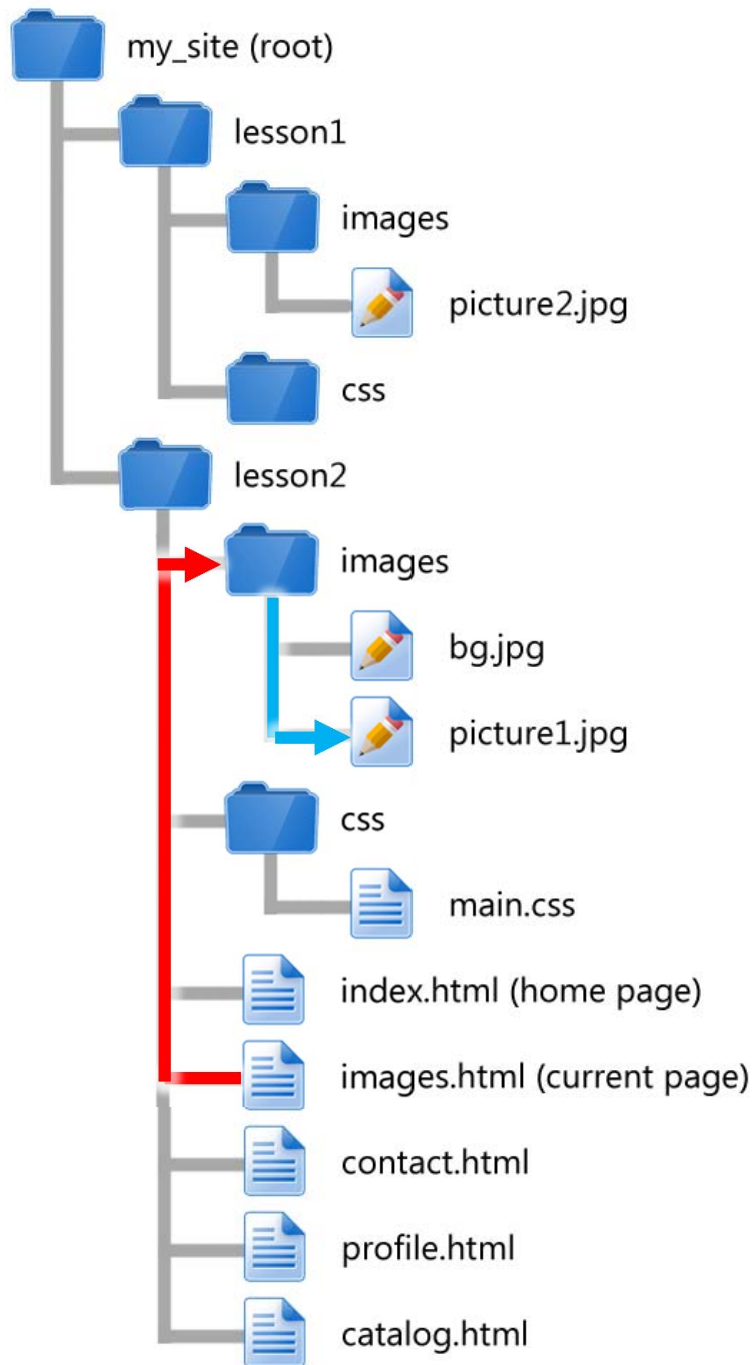 my_site (root)
lesson1
images
picture2.jpg
css
lesson2
images
bg.jpg
picture1.jpg
css
main.css
index.html (home page)
images.html (current page)
contact.html
profile.html
catalog.html